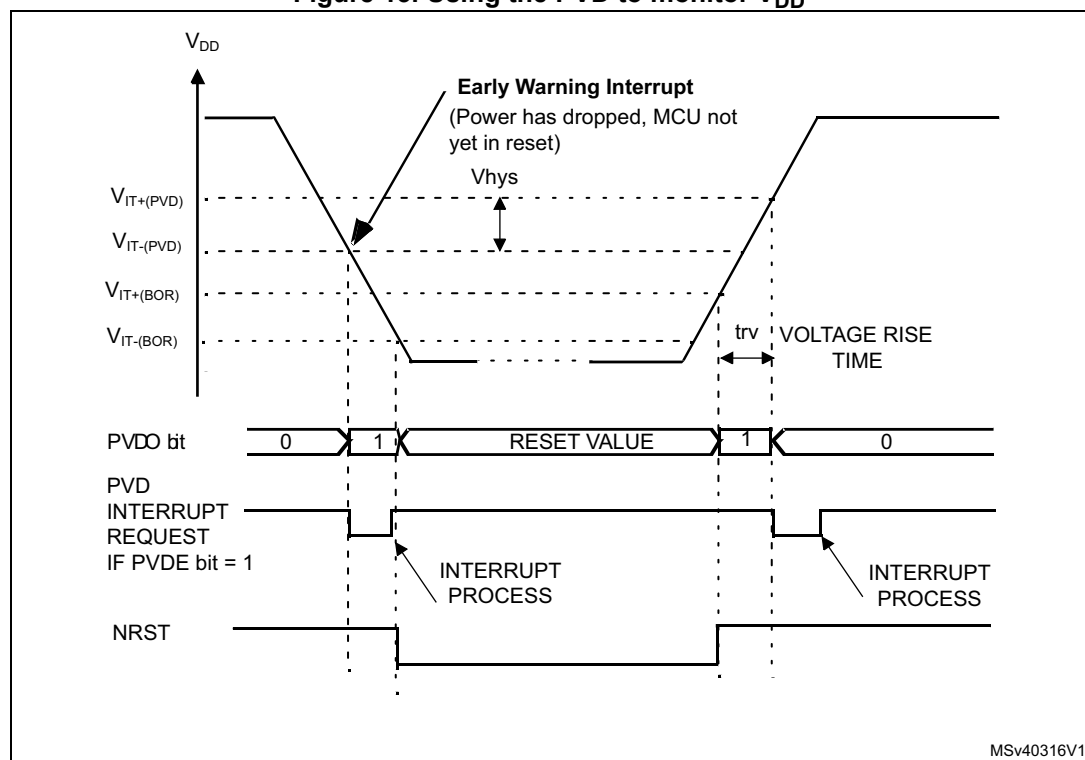 Figure 10. Using the PVD to monitor VDD
VDD
Early Warning Interrupt
(Power has dropped, MCU not
yet in reset)
Vhys
VIT+(PVD)
VIT-(PVD)
VIT+(BOR)
VIT-(BOR)
trv VOLTAGE RISE
TIME
PVDO bit 0 1 RESET VALUE 1 0
PVD
INTERRUPT
REQUEST
IF PVDE bit = 1
INTERRUPT
PROCESS
INTERRUPT
PROCESS
NRST
MSv40316V1